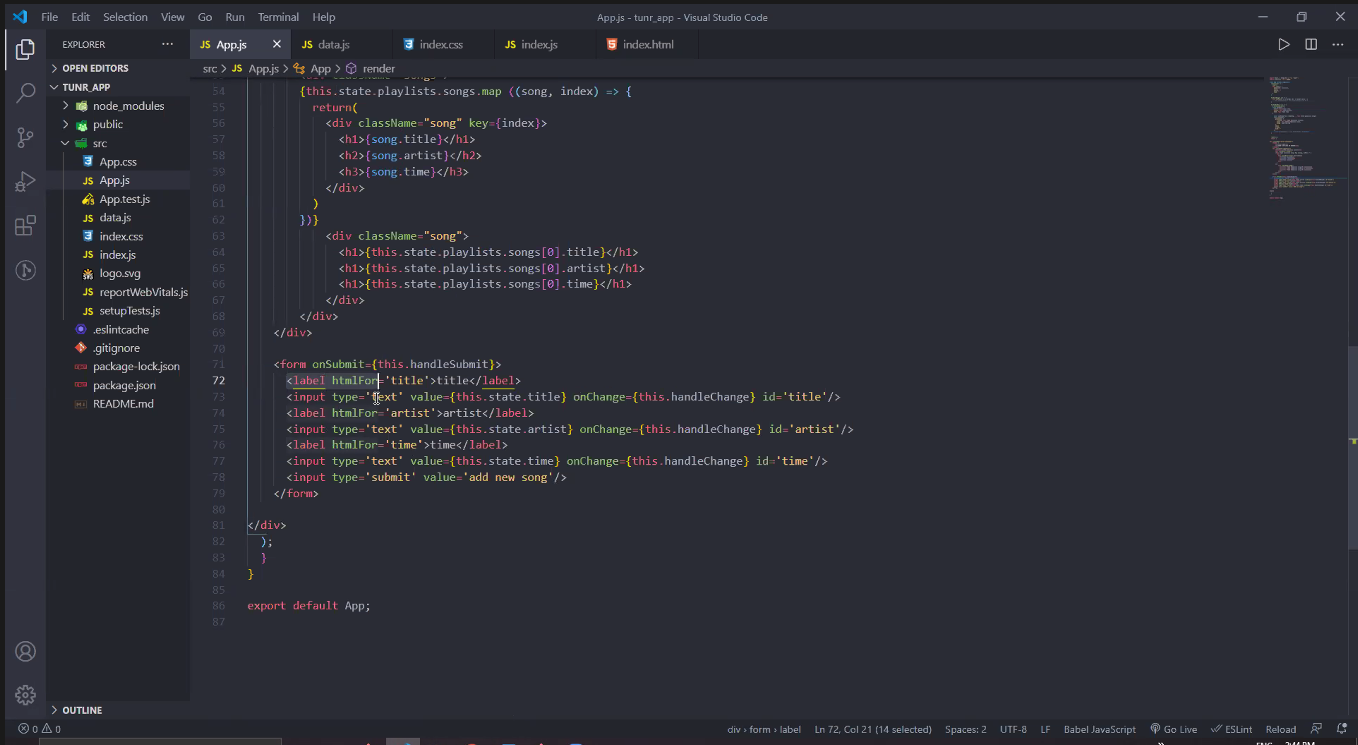 File Edit Selection View Go Run Terminal Help
App.js - tunr_app - Visual Studio Code
EXPLORER
JS App.js
JS data.js
index.css
JS index.js
index.html
OPEN EDITORS
src > JS App.js > App > render
TUNR_APP
node_modules
public
src
App.css
JS App.js
App.test.js
JS data.js
index.css
JS index.js
logo.svg
JS reportWebVitals.js
JS setupTests.js
.eslintcache
.gitignore
package-lock.json
package.json
README.md
OUTLINE
54 {this.state.playlists.songs.map ((song, index) => {
55 return(
56 <div className="song" key={index}>
57 <h1>{song.title}</h1>
58 <h2>{song.artist}</h2>
59 <h3>{song.time}</h3>
60 </div>
61 )
62 })}
63 <div className="song">
64 <h1>{this.state.playlists.songs[0].title}</h1>
65 <h1>{this.state.playlists.songs[0].artist}</h1>
66 <h1>{this.state.playlists.songs[0].time}</h1>
67 </div>
68 </div>
69 </div>
70
71 <form onSubmit={this.handleSubmit}>
72 <label htmlFor='title'>title</label>
73 <input type='text' value={this.state.title} onChange={this.handleChange} id='title'/>
74 <label htmlFor='artist'>artist</label>
75 <input type='text' value={this.state.artist} onChange={this.handleChange} id='artist'/>
76 <label htmlFor='time'>time</label>
77 <input type='text' value={this.state.time} onChange={this.handleChange} id='time'/>
78 <input type='submit' value='add new song'/>
79 </form>
80
81 </div>
82 );
83 }
84 }
85
86 export default App;
87
0 0
div > form > label
Ln 72, Col 21 (14 selected)
Spaces: 2
UTF-8
LF
Babel JavaScript
Go Live
ESLint
Reload